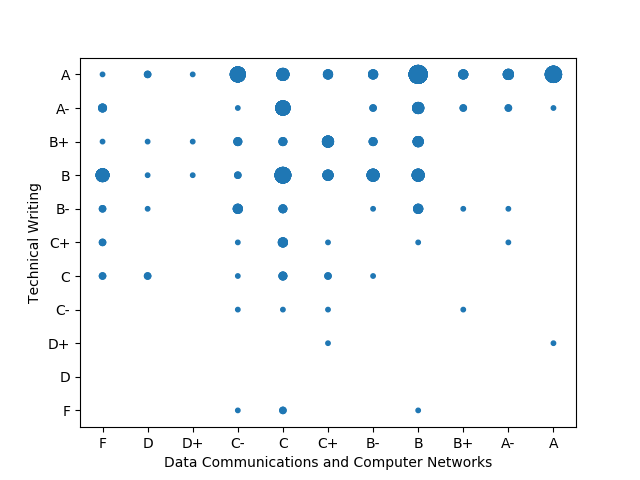 A
A-
B+
B
B-
C+
C
C-
D+
D
F
Technical Writing
F D D+ C- C C+ B- B B+ A- A
Data Communications and Computer Networks